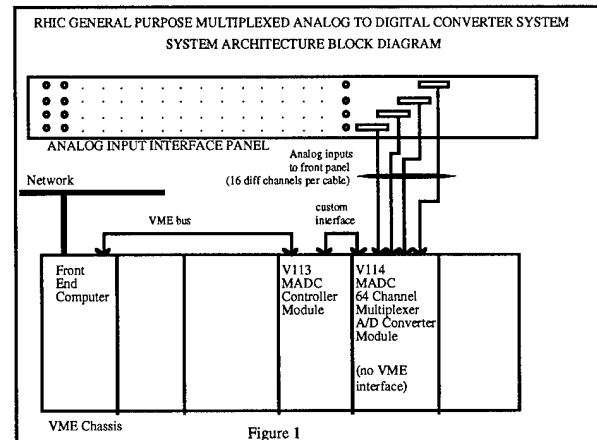 RHIC GENERAL PURPOSE MULTIPLEXED ANALOG TO DIGITAL CONVERTER SYSTEM
SYSTEM ARCHITECTURE BLOCK DIAGRAM
ANALOG INPUT INTERFACE PANEL
Analog inputs
to front panel
(16 diff channels per cable)
Network
VME bus
custom
interface
Front
End
Computer
V113
MADC
Controller
Module
V114
MADC
64 Channel
Multiplexer
A/D Converter
Module
(no VME
interface)
VME Chassis
Figure 1